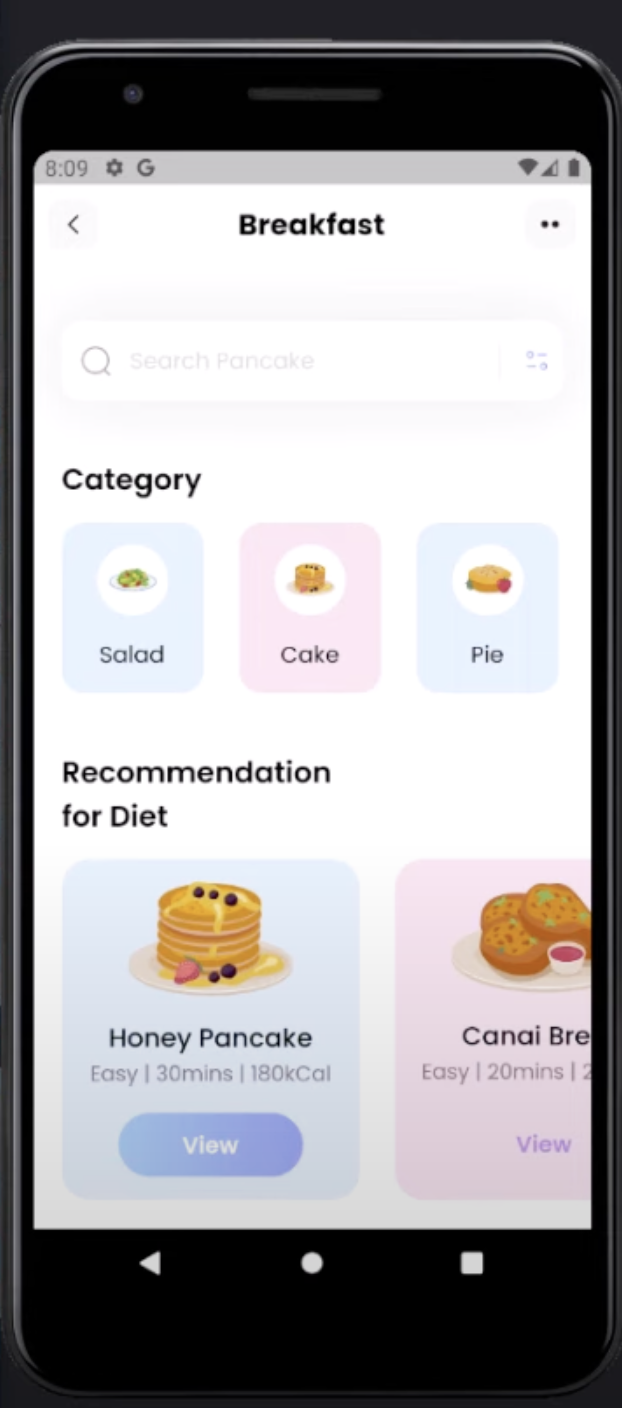 8:09
Breakfast
Search Pancake
Category
Salad
Cake
Pie
Recommendation
for Diet
Honey Pancake
Canai Bre
Easy | 30mins | 180kCal
Easy | 20mins | 2
View
View